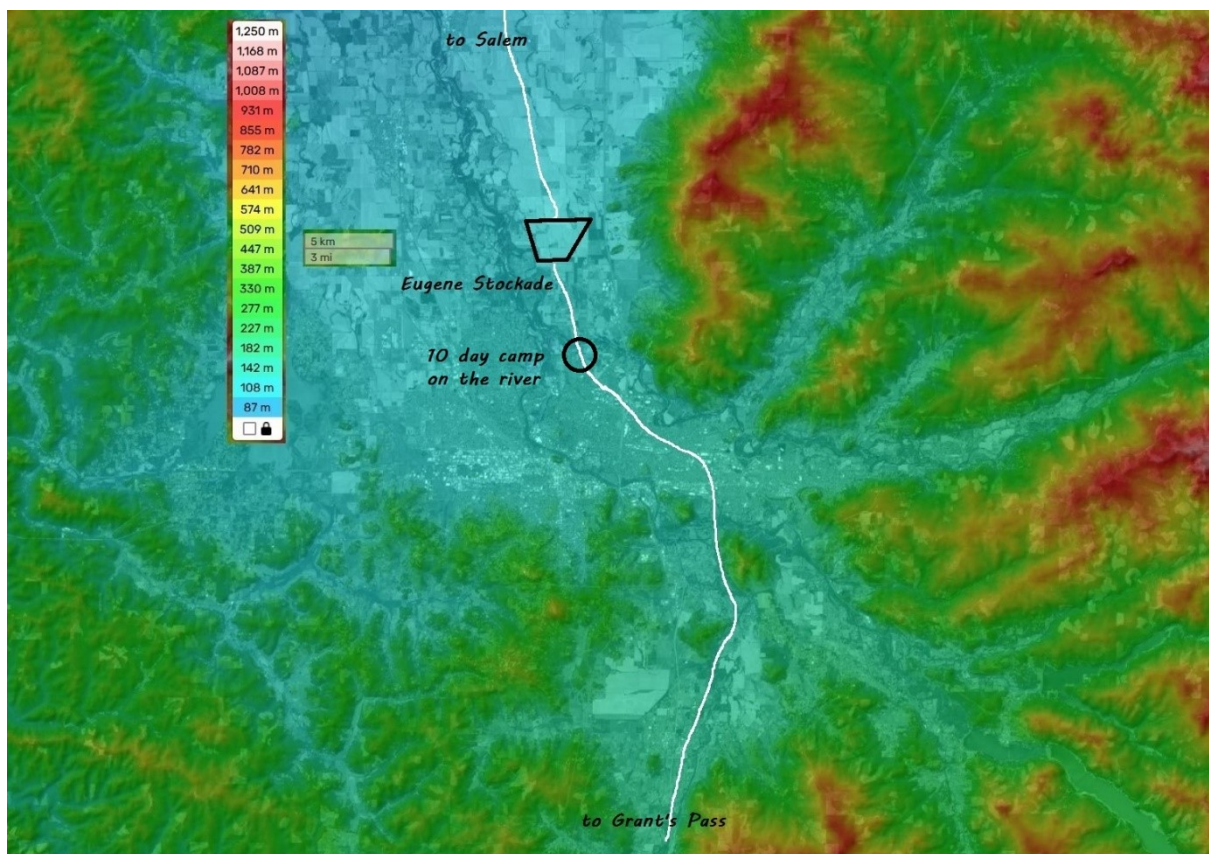 to Salem
1,250 m
1,168 m
1,087 m
1,008 m
931 m
855 m
782 m
710 m
641 m
574 m
509 m
447 m
387 m
330 m
277 m
227 m
182 m
142 m
108 m
87 m
5 km
3 mi
Eugene Stockade
10 day camp
on the river
to Grant's Pass